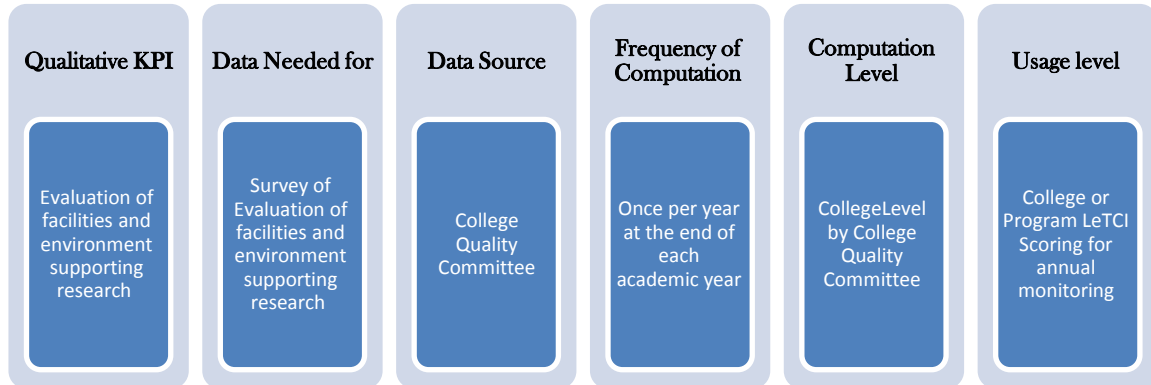 Qualitative KPI
Evaluation of
facilities and
environment
supporting
research
Data Needed for
Survey of
Evaluation of
facilities and
environment
supporting
research
Data Source
College
Quality
Committee
Frequency of
Computation
Once per year
at the end of
each
academic year
Computation
Level
CollegeLevel
by College
Quality
Committee
Usage level
College or
Program LeTCI
Scoring for
annual
monitoring